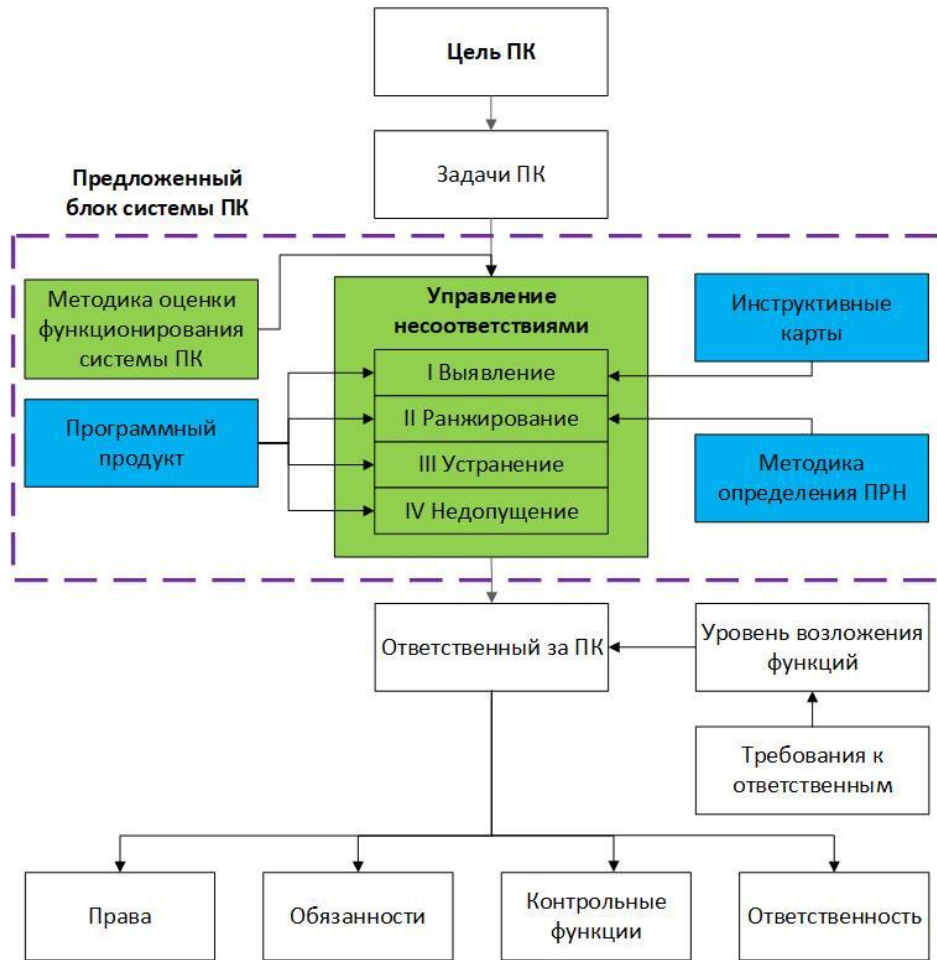 Цель ПК
Задачи ПК
Предложенный
блок системы ПК
Методика оценки
функционирования
системы ПК
Управление
несоответствиями
Инструктивные
карты
I Выявление
II Ранжирование
III Устранение
IV Недопущение
Программный
продукт
Методика
определения ПРН
Ответственный за ПК
Уровень возложения
функций
Требования к
ответственным
Права
Обязанности
Контрольные
функции
Ответственность